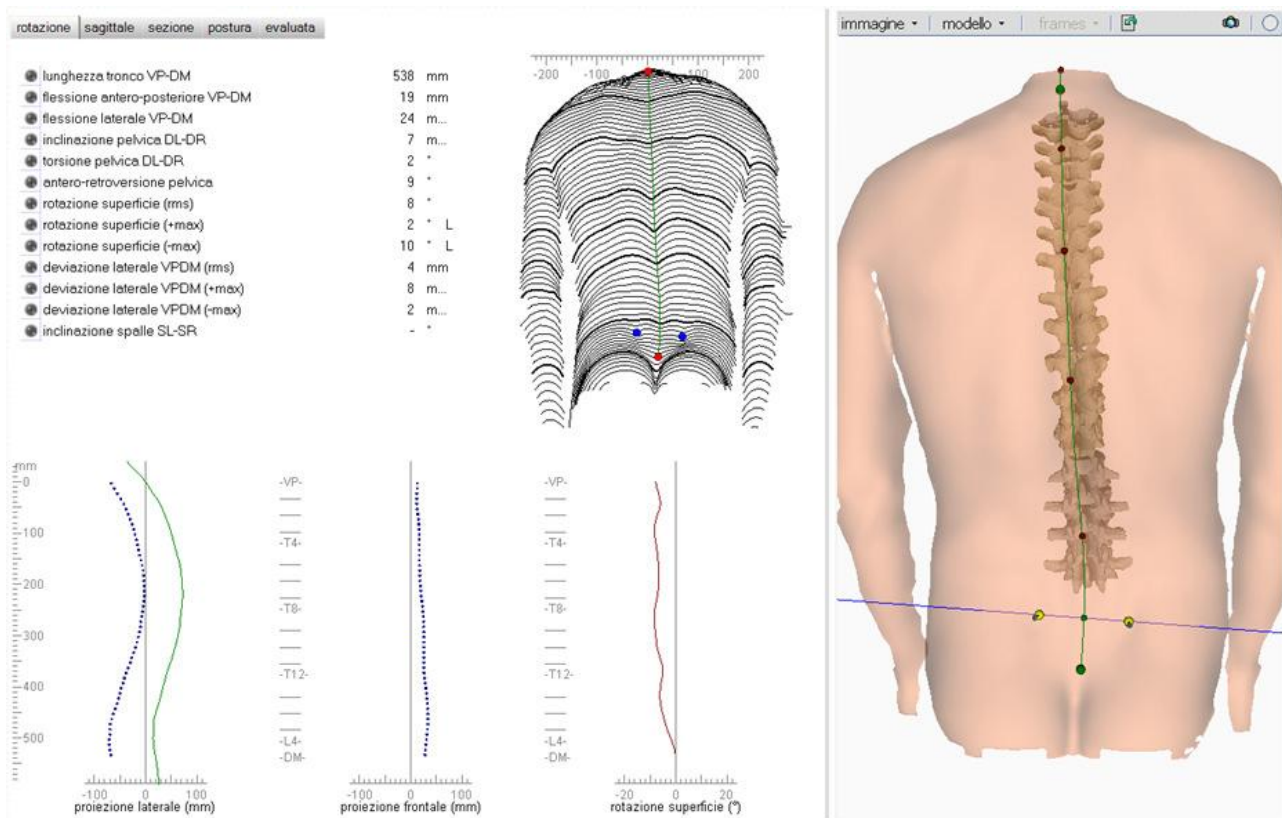 rotazione sagittale sezione postura evaluata
immagine modello frames
lunghezza tronco VP-DM 538 mm
flessione antero-posteriore VP-DM 19 mm
flessione laterale VP-DM 24 m...
inclinazione pelvica DL-DR 7 m...
torsione pelvica DL-DR 2 °
antero-retroversione pelvica 9 °
rotazione superficie (rms) 8 °
rotazione superficie (+max) 2 ° L
rotazione superficie (-max) 10 ° L
deviazione laterale VPDM (rms) 4 mm
deviazione laterale VPDM (+max) 8 m...
deviazione laterale VPDM (-max) 2 m...
inclinazione spalle SL-SR - °
-200 -100 0 100 200
mm
0
100
200
300
400
500
-100 0 100
proiezione laterale (mm)
-VP-
-T4-
-T8-
-T12-
-L4-
-DM-
-100 0 100
proiezione frontale (mm)
-VP-
-T4-
-T8-
-T12-
-L4-
-DM-
-20 0 20
rotazione superficie (°)